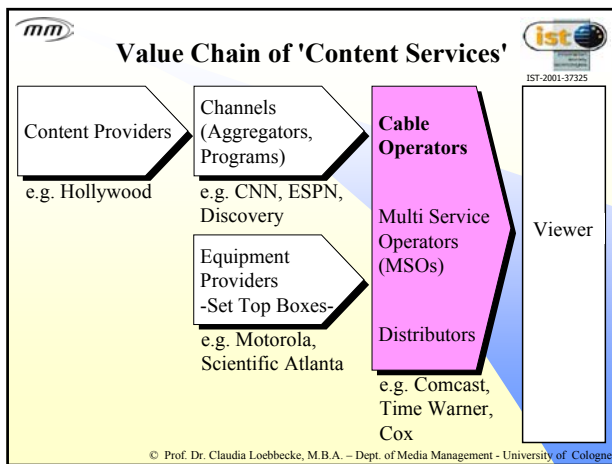 mm
Value Chain of 'Content Services'
ist
IST-2001-37325
Content Providers
e.g. Hollywood
Channels
(Aggregators,
Programs)
e.g. CNN, ESPN,
Discovery
Equipment
Providers
-Set Top Boxes-
e.g. Motorola,
Scientific Atlanta
Cable
Operators
Multi Service
Operators
(MSOs)
Distributors
e.g. Comcast,
Time Warner,
Cox
Viewer
© Prof. Dr. Claudia Loebbecke, M.B.A. – Dept. of Media Management - University of Cologne